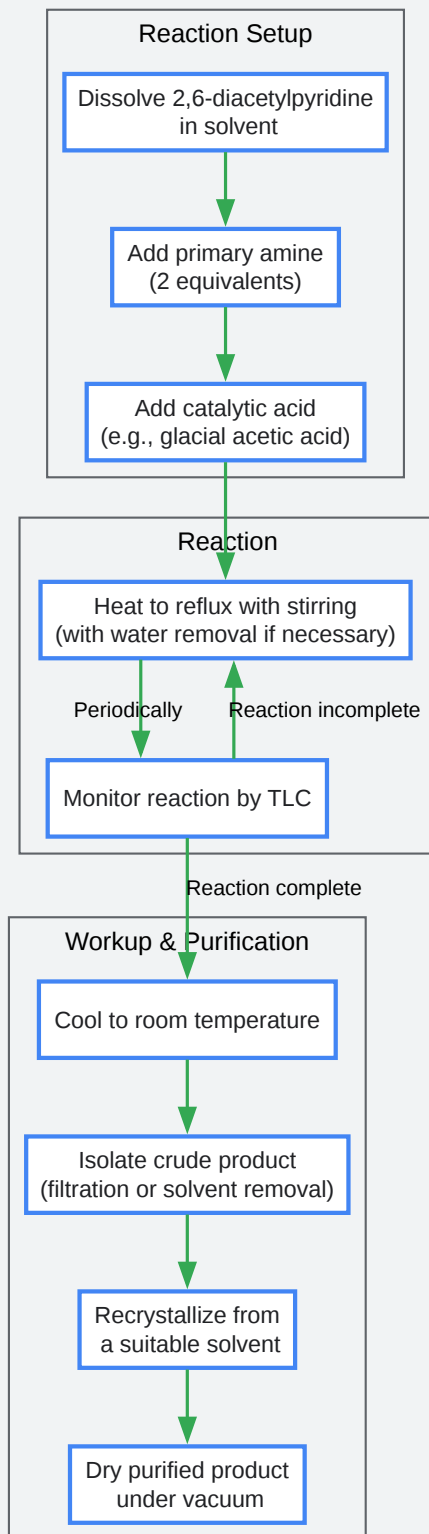 Reaction Setup
Dissolve 2,6-diacetylpyridine
in solvent
Add primary amine
(2 equivalents)
Add catalytic acid
(e.g., glacial acetic acid)
Reaction
Heat to reflux with stirring
(with water removal if necessary)
Periodically
Reaction incomplete
Monitor reaction by TLC
Reaction complete
Workup & Purification
Cool to room temperature
Isolate crude product
(filtration or solvent removal)
Recrystallize from
a suitable solvent
Dry purified product
under vacuum